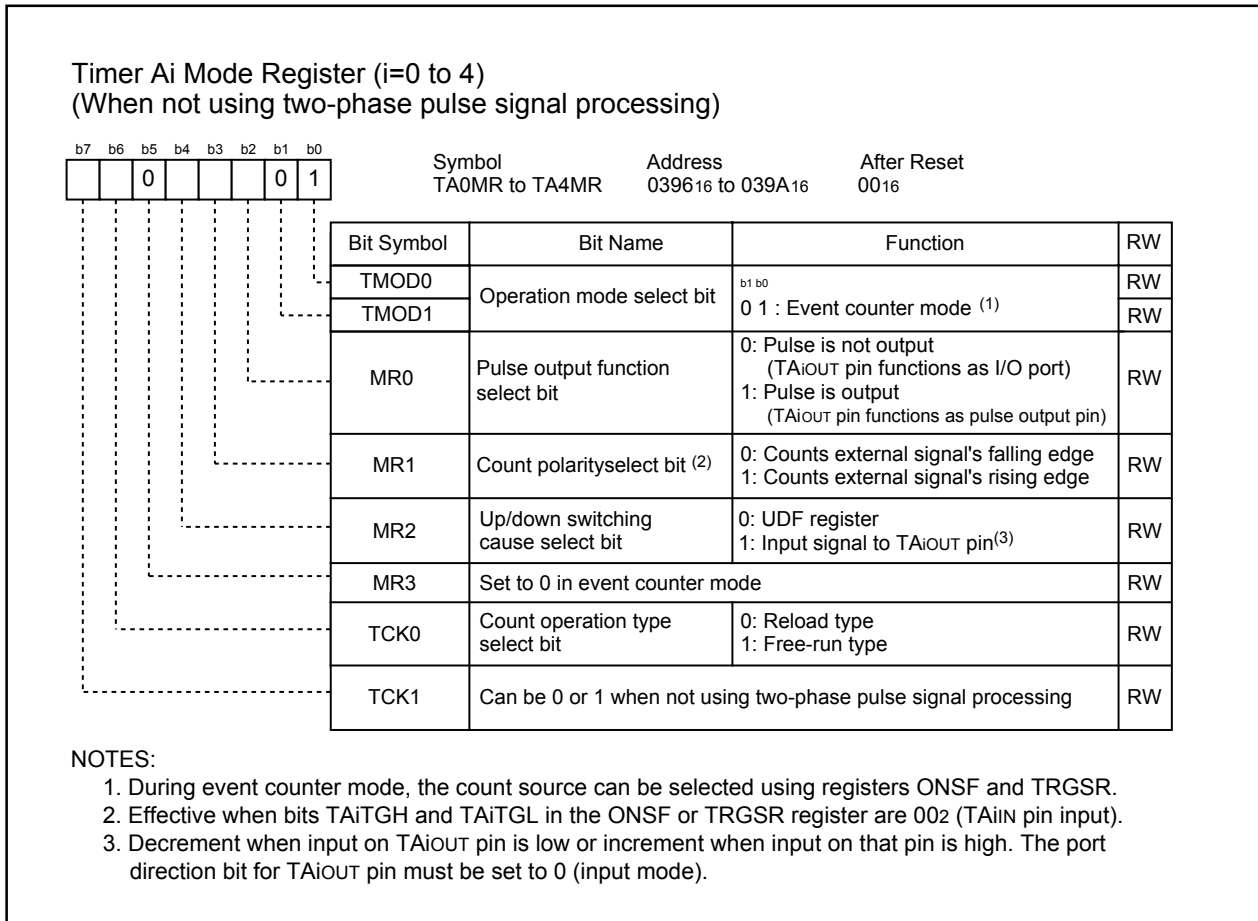 Timer Ai Mode Register (i=0 to 4)
(When not using two-phase pulse signal processing)
b7 b6 b5 b4 b3 b2 b1 b0
0 0 1
Symbol Address After Reset
TA0MR to TA4MR 039616 to 039A16 0016
Bit Symbol Bit Name Function RW
TMOD0 Operation mode select bit b1 b0 RW
TMOD1 0 1 : Event counter mode (1) RW
MR0 Pulse output function select bit 0: Pulse is not output
(TAiOUT pin functions as I/O port)
1: Pulse is output
(TAiOUT pin functions as pulse output pin) RW
MR1 Count polarityselect bit (2) 0: Counts external signal's falling edge
1: Counts external signal's rising edge RW
MR2 Up/down switching cause select bit 0: UDF register
1: Input signal to TAiOUT pin(3) RW
MR3 Set to 0 in event counter mode RW
TCK0 Count operation type select bit 0: Reload type
1: Free-run type RW
TCK1 Can be 0 or 1 when not using two-phase pulse signal processing RW
NOTES:
1. During event counter mode, the count source can be selected using registers ONSF and TRGSR.
2. Effective when bits TAiTGH and TAiTGL in the ONSF or TRGSR register are 002 (TAiIN pin input).
3. Decrement when input on TAiOUT pin is low or increment when input on that pin is high. The port
direction bit for TAiOUT pin must be set to 0 (input mode).